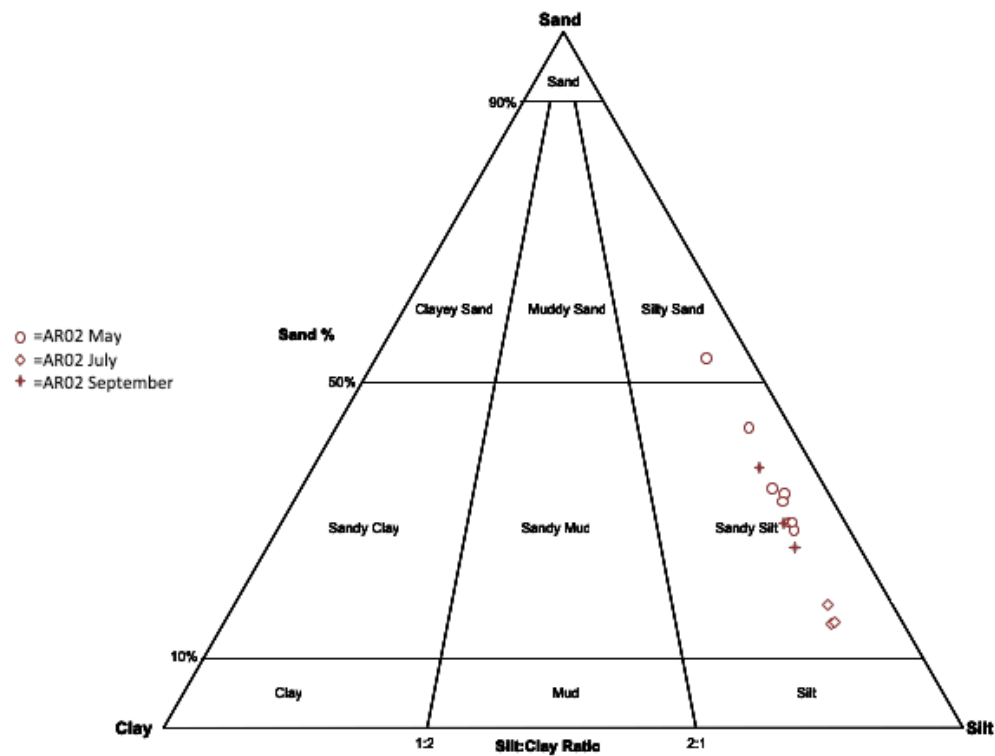 Sand
Sand
90%
Clayey Sand
Muddy Sand
Silty Sand
Sand %
=AR02 May
=AR02 July
=AR02 September
50%
Sandy Clay
Sandy Mud
Sandy Silt
10%
Clay
Mud
Silt
Clay
Silt
1:2
Silt:Clay Ratio
2:1